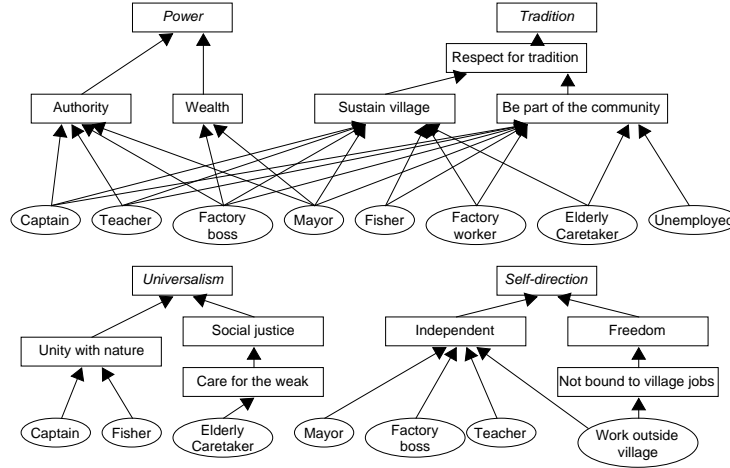 Power
Tradition
Respect for tradition
Authority
Wealth
Sustain village
Be part of the community
Captain
Teacher
Factory
boss
Mayor
Fisher
Factory
worker
Elderly
Caretaker
Unemployed
Universalism
Self-direction
Social justice
Independent
Freedom
Unity with nature
Care for the weak
Not bound to village jobs
Captain
Fisher
Elderly
Caretaker
Mayor
Factory
boss
Teacher
Work outside
village